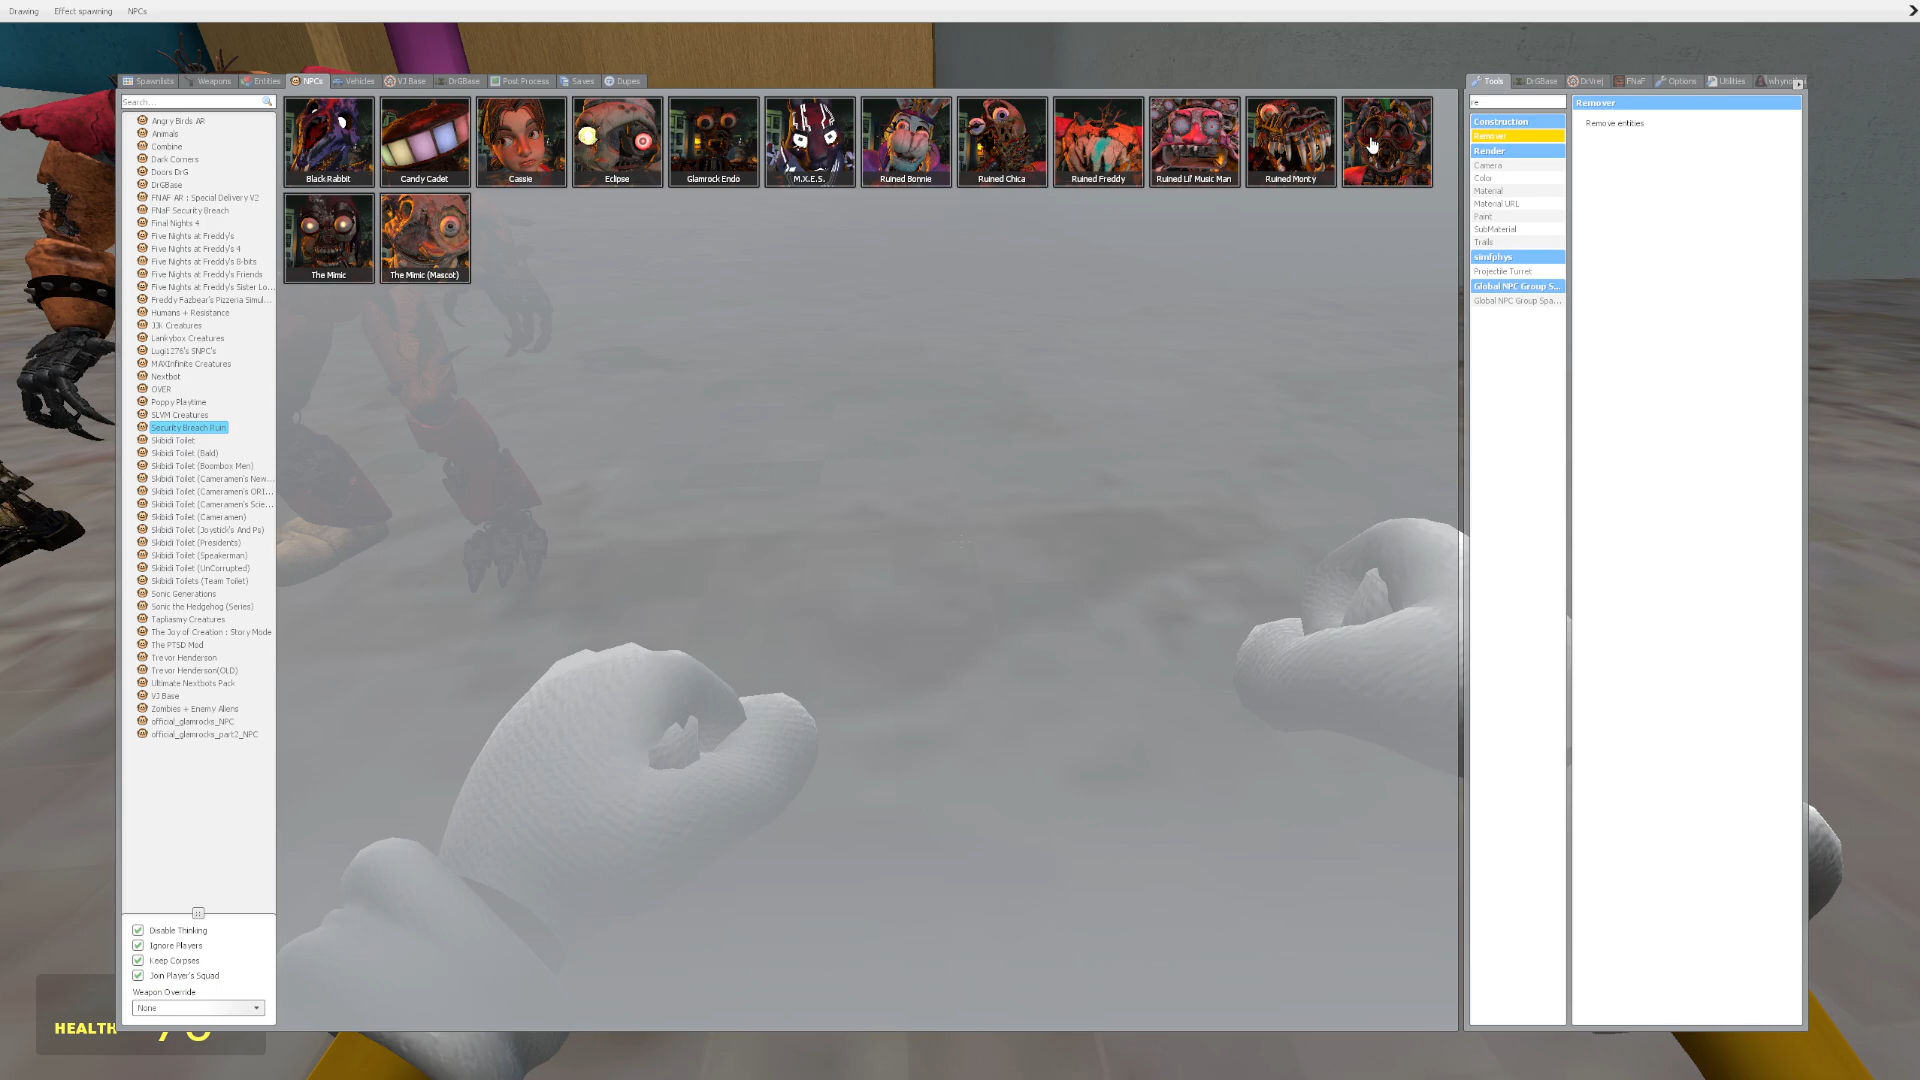 Drawing Effect spawning NPCs
Spawnlists Weapons Entities NPCs Vehicles VJ Base DrGBase Post Process Saves Dupes
Search...
Angry Birds AR
Animals
Combine
Dark Corners
Doors DrG
DrGBase
FNAF AR : Special Delivery V2
FNaF Security Breach
Final Nights 4
Five Nights at Freddy's
Five Nights at Freddy's 4
Five Nights at Freddy's 8-bits
Five Nights at Freddy's Friends
Five Nights at Freddy's Sister Lo...
Freddy Fazbear's Pizzeria Simul...
Humans + Resistance
JJK Creatures
Lankybox Creatures
Lugi1276's SNPC's
MAXInfinite Creatures
Nextbot
OVER
Poppy Playtime
SLVM Creatures
Security Breach Ruin
Skibidi Toilet
Skibidi Toilet (Bald)
Skibidi Toilet (Boombox Men)
Skibidi Toilet (Cameramen's New...
Skibidi Toilet (Cameramen's ORI...
Skibidi Toilet (Cameramen's Scie...
Skibidi Toilet (Cameramen)
Skibidi Toilet (Joystick's And Ps)
Skibidi Toilet (Presidents)
Skibidi Toilet (Speakerman)
Skibidi Toilet (UnCorrupted)
Skibidi Toilets (Team Toilet)
Sonic Generations
Sonic the Hedgehog (Series)
Tapliasmy Creatures
The Joy of Creation : Story Mode
The PTSD Mod
Trevor Henderson
Trevor Henderson(OLD)
Ultimate Nextbots Pack
VJ Base
Zombies + Enemy Aliens
official_glamrocks_NPC
official_glamrocks_part2_NPC
Disable Thinking
Ignore Players
Keep Corpses
Join Player's Squad
Weapon Override
None
HEALTH
Black Rabbit Candy Cadet Cassie Eclipse Glamrock Endo M.X.E.S. Ruined Bonnie Ruined Chica Ruined Freddy Ruined Lil' Music Man Ruined Monty
The Mimic The Mimic (Mascot)
Tools DrGBase DrVrej FNaF Options Utilities
re
Construction
Remover
Render
Camera
Color
Material
Material URL
Paint
SubMaterial
Trails
simfphys
Projectile Turret
Global NPC Group S...
Global NPC Group Spa...
Remover
Remove entities